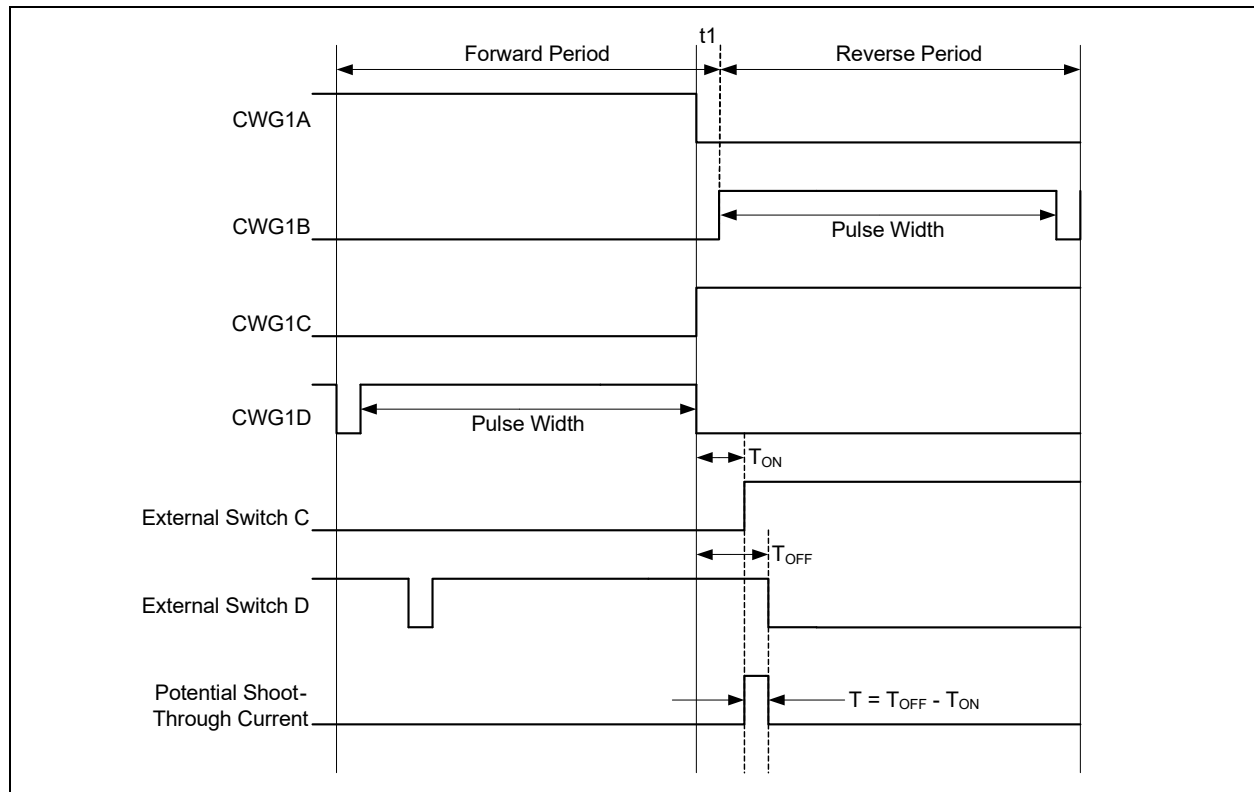 t1
Forward Period
Reverse Period
CWG1A
CWG1B
Pulse Width
CWG1C
CWG1D
Pulse Width
TON
External Switch C
TOFF
External Switch D
Potential Shoot-
Through Current
T = TOFF - TON